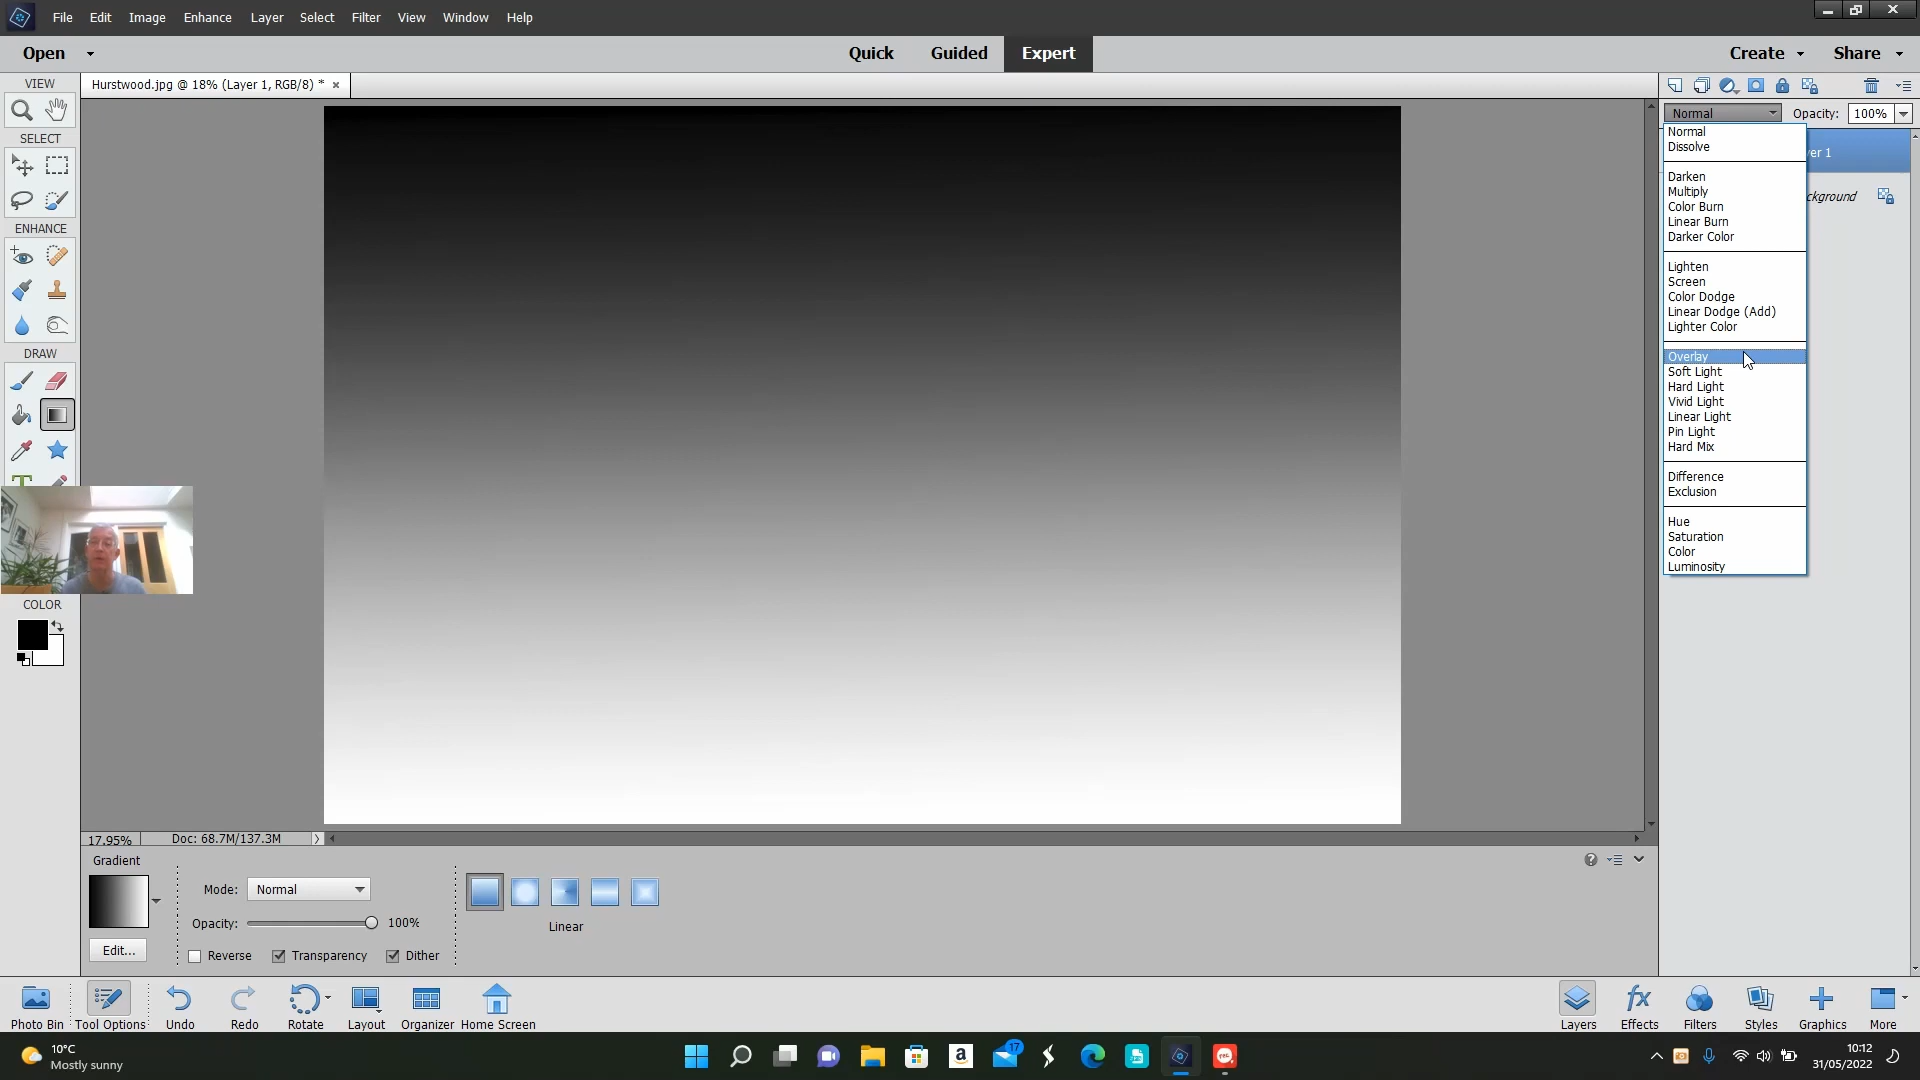 File Edit Image Enhance Layer Select Filter View Window Help
Open Quick Guided Expert Create Share
VIEW
Hurstwood.jpg @ 18% (Layer 1, RGB/8) * ×
Normal Opacity: 100%
Normal
Dissolve
Darken
Multiply
Color Burn
Linear Burn
Darker Color
Lighten
Screen
Color Dodge
Linear Dodge (Add)
Lighter Color
Overlay
Soft Light
Hard Light
Vivid Light
Linear Light
Pin Light
Hard Mix
Difference
Exclusion
Hue
Saturation
Color
Luminosity
yer 1
ckground
SELECT
ENHANCE
DRAW
COLOR
17.95% Doc: 68.7M/137.3M
Gradient
Mode: Normal
Opacity: 100%
Linear
Edit...
Reverse Transparency Dither
Photo Bin Tool Options Undo Redo Rotate Layout Organizer Home Screen Layers Effects Filters Styles Graphics More
10°C
Mostly sunny
17
10:12
31/05/2022